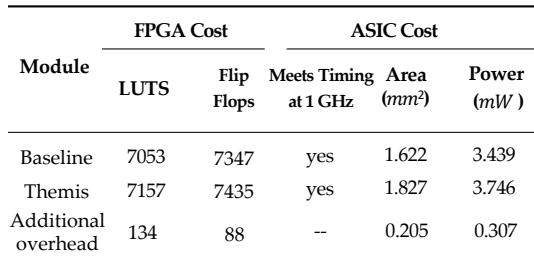 FPGA Cost ASIC Cost
Module LUTS Flip Flops Meets Timing at 1 GHz Area (mm²) Power (mW )
Baseline 7053 7347 yes 1.622 3.439
Themis 7157 7435 yes 1.827 3.746
Additional overhead 134 88 -- 0.205 0.307